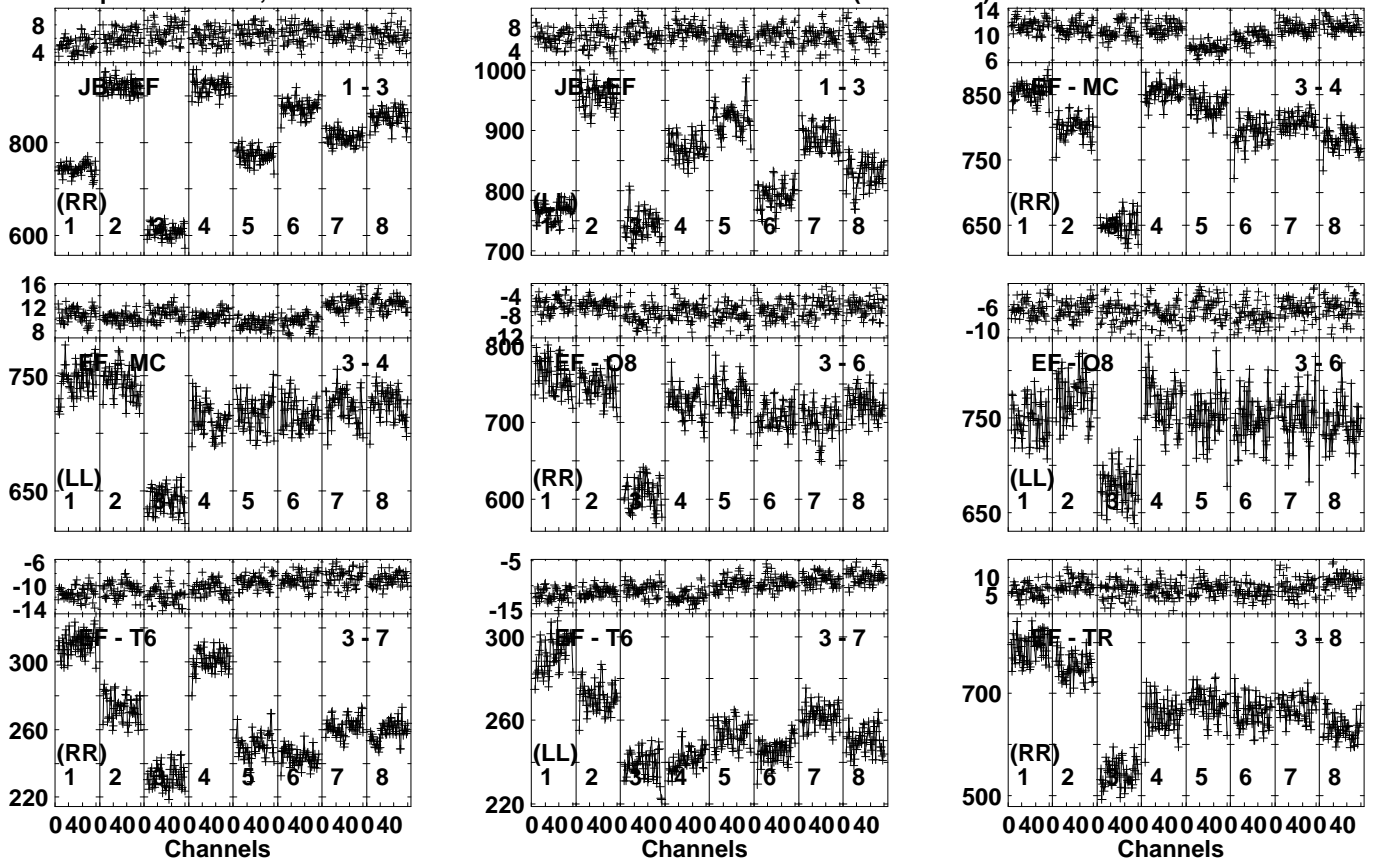 8
4
JB - EF 1 - 3
800
600
(RR)
1 2 3 4 5 6 7 8
8
4
1000
JB - EF 1 - 3
900
800
700
(LL)
1 2 3 4 5 6 7 8
14
10
6
EF - MC 3 - 4
850
750
650
(RR)
1 2 3 4 5 6 7 8
16
12
8
EF - MC 3 - 4
750
650
(LL)
1 2 3 4 5 6 7 8
-4
-8
-12
800
EF - O8 3 - 6
700
600
(RR)
1 2 3 4 5 6 7 8
-6
-10
EF - O8 3 - 6
750
650
(LL)
1 2 3 4 5 6 7 8
-6
-10
-14
EF - T6 3 - 7
300
260
220
(RR)
1 2 3 4 5 6 7 8
0 40 0 40 0 40 0 40 0 40 0 40 0 40 0 40
Channels
-5
-15
EF - T6 3 - 7
300
260
220
(LL)
1 2 3 4 5 6 7 8
0 40 0 40 0 40 0 40 0 40 0 40 0 40 0 40
Channels
10
5
EF - TR 3 - 8
700
500
(RR)
1 2 3 4 5 6 7 8
0 40 0 40 0 40 0 40 0 40 0 40 0 40 0 40
Channels